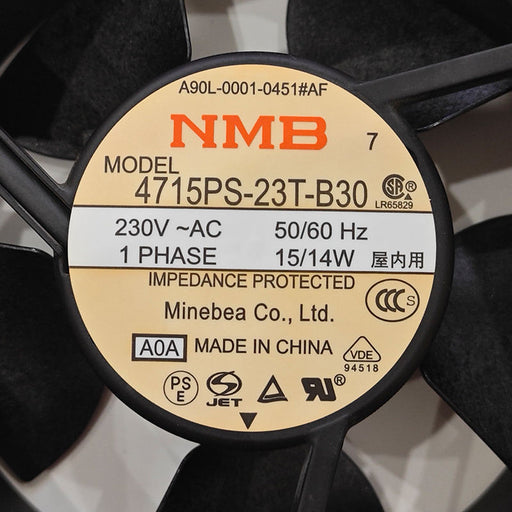 A90L-0001-0451#AF
NMB 7
MODEL
4715PS-23T-B30
LR65829
230V ~AC 50/60 Hz
1 PHASE 15/14W 屋内用
IMPEDANCE PROTECTED
Minebea Co., Ltd.
CCC S
A0A MADE IN CHINA
VDE
94518
PS E
JET